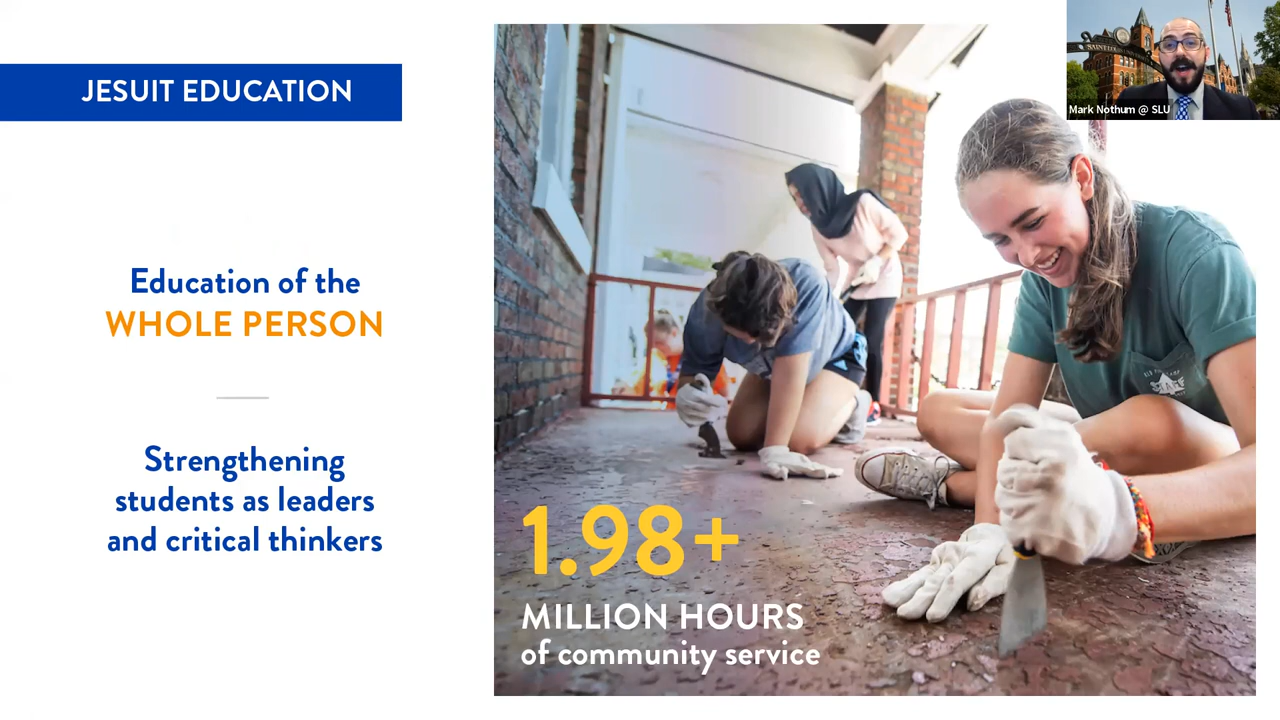 JESUIT EDUCATION
Education of the
WHOLE PERSON
Strengthening
students as leaders
and critical thinkers
1.98+
MILLION HOURS
of community service
Mark Nothum @ SLU